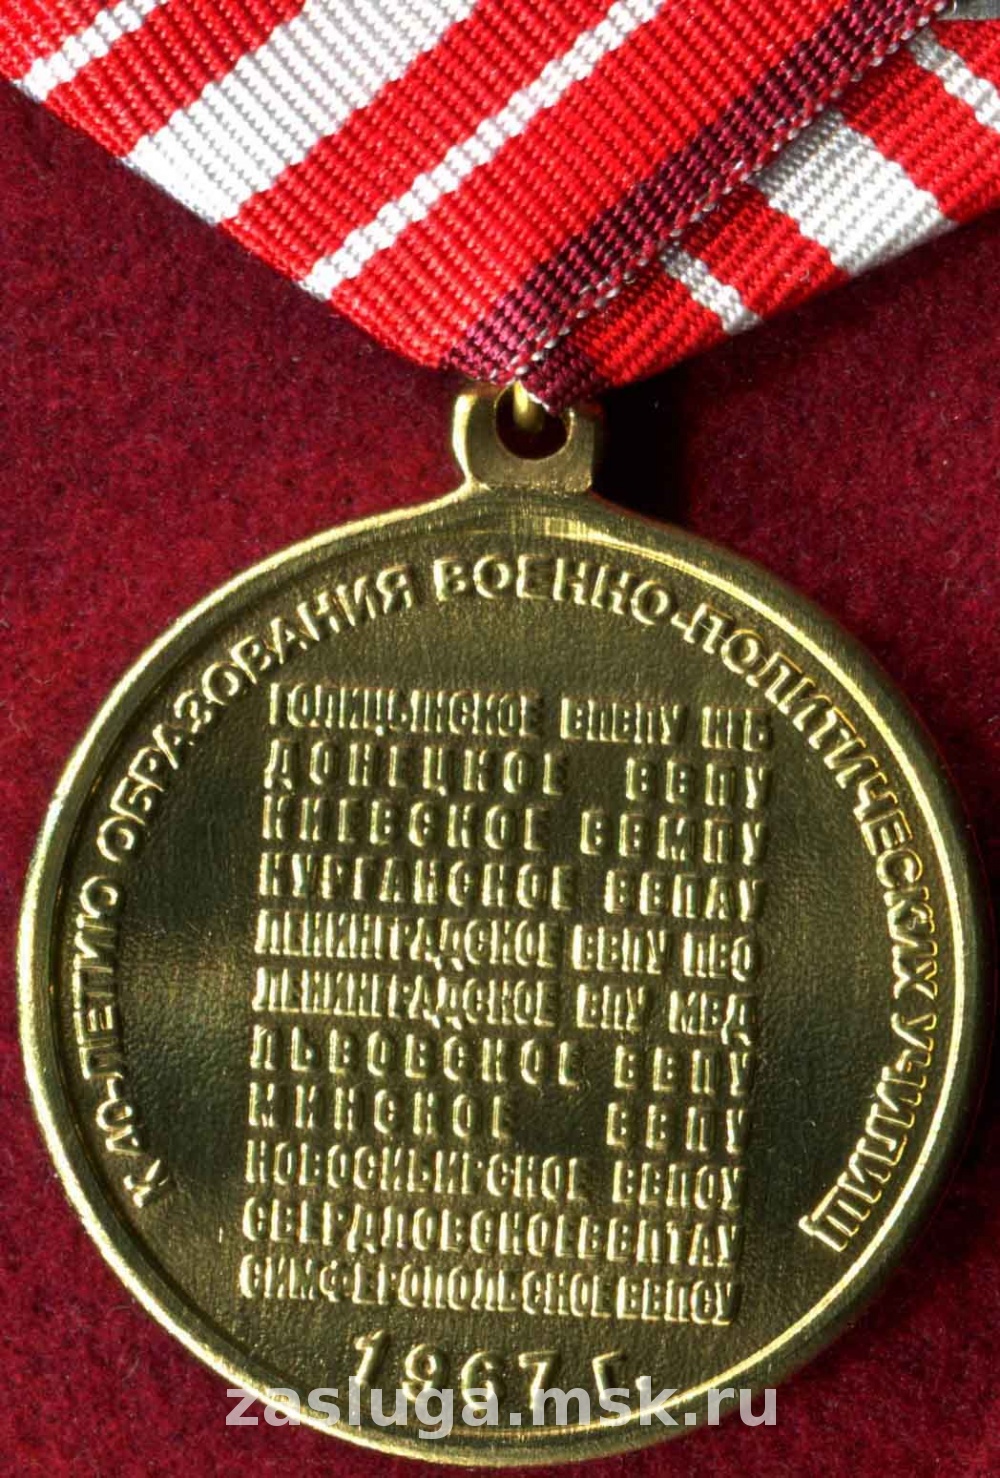 К 40-ЛЕТИЮ ОБРАЗОВАНИЯ ВОЕННО-ПОЛИТИЧЕСКИХ УЧИЛИЩ
ГОЛИЦЫНСКОЕ ВПВПУ КГБ
ДОНЕЦКОЕ ВВПУ
КИЕВСКОЕ ВВМПУ
КУРГАНСКОЕ ВВПАУ
ЛЕНИНГРАДСКОЕ ВВПУ ПВО
ЛЕНИНГРАДСКОЕ ВПУ МВД
ЛЬВОВСКОЕ ВВПУ
МИНСКОЕ ВВПУ
НОВОСИБИРСКОЕ ВВПОУ
СВЕРДЛОВСКОЕ ВВПТАУ
СИМФЕРОПОЛЬСКОЕ ВВПСУ
1967 г.
zasluga.msk.ru